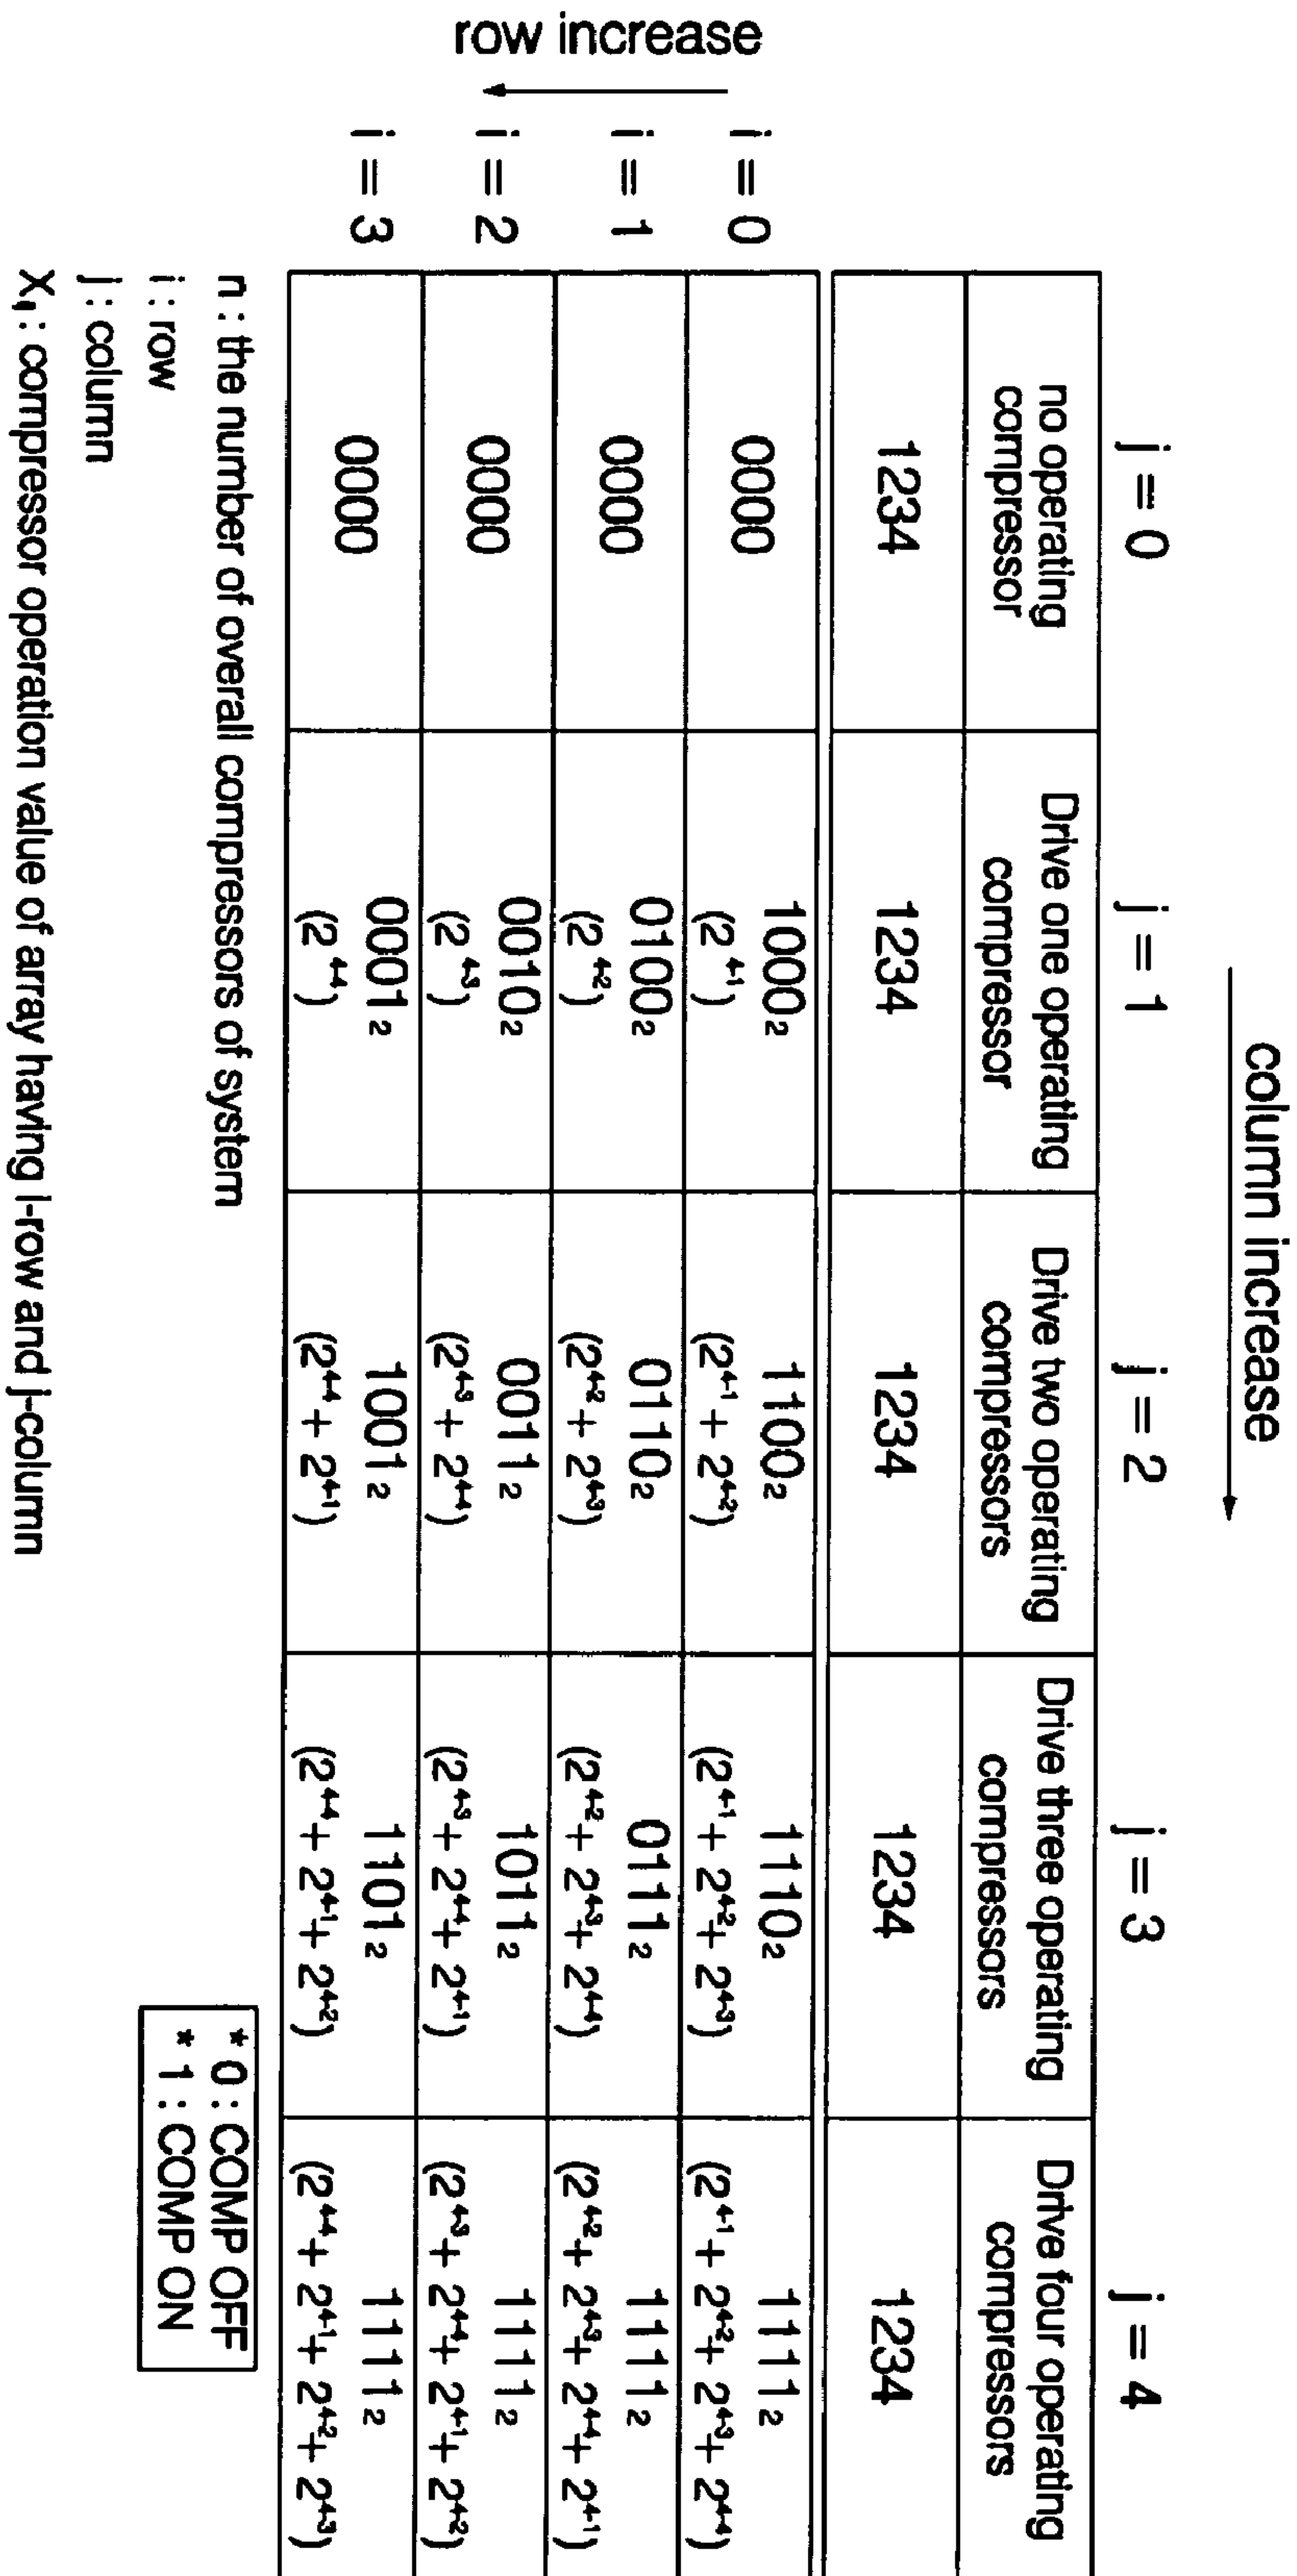 column increase
j = 0
j = 1
j = 2
j = 3
j = 4
no operating
compressor
Drive one operating
compressor
Drive two operating
compressors
Drive three operating
compressors
Drive four operating
compressors
1234
1234
1234
1234
1234
row increase
i = 0
0000
1000₂
(2⁴⁻¹)
1100₂
(2⁴⁻¹ + 2⁴⁻²)
1110₂
(2⁴⁻¹ + 2⁴⁻² + 2⁴⁻³)
1111₂
(2⁴⁻¹ + 2⁴⁻² + 2⁴⁻³ + 2⁴⁻⁴)
i = 1
0000
0100₂
(2⁴⁻²)
0110₂
(2⁴⁻² + 2⁴⁻³)
0111₂
(2⁴⁻² + 2⁴⁻³ + 2⁴⁻⁴)
1111₂
(2⁴⁻² + 2⁴⁻³ + 2⁴⁻⁴ + 2⁴⁻¹)
i = 2
0000
0010₂
(2⁴⁻³)
0011₂
(2⁴⁻³ + 2⁴⁻⁴)
1011₂
(2⁴⁻³ + 2⁴⁻⁴ + 2⁴⁻¹)
1111₂
(2⁴⁻³ + 2⁴⁻⁴ + 2⁴⁻¹ + 2⁴⁻²)
i = 3
0000
0001₂
(2⁴⁻⁴)
1001₂
(2⁴⁻⁴ + 2⁴⁻¹)
1101₂
(2⁴⁻⁴ + 2⁴⁻¹ + 2⁴⁻²)
1111₂
(2⁴⁻⁴ + 2⁴⁻¹ + 2⁴⁻² + 2⁴⁻³)
n : the number of overall compressors of system
i : row
j : column
Xᵢⱼ : compressor operation value of array having i-row and j-column
* 0 : COMP OFF
* 1 : COMP ON